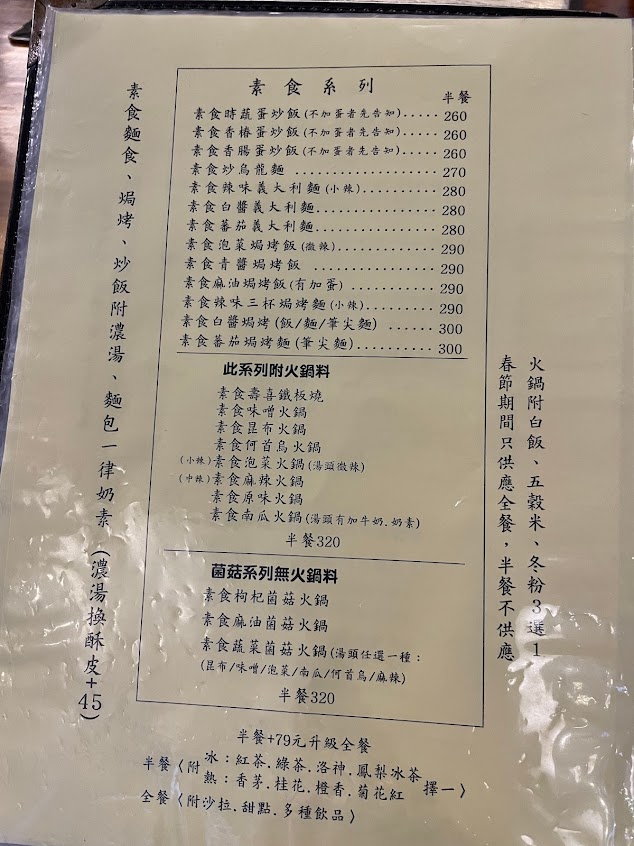 素食系列
半餐
素食時蔬蛋炒飯(不加蛋者先告知).....260
素食香椿蛋炒飯(不加蛋者先告知).....260
素食香腸蛋炒飯(不加蛋者先告知).....260
素食炒烏龍麵 ...................270
素食辣味義大利麵(小辣)...........280
素食白醬義大利麵................280
素食蕃茄義大利麵................280
素食泡菜焗烤飯(微辣).............290
素食青醬焗烤飯 .................290
素食麻油焗烤飯(有加蛋) ...........290
素食辣味三杯焗烤麵(小辣)..........290
素食白醬焗烤(飯/麵/筆尖麵) ......300
素食蕃茄焗烤麵(筆尖麵)..........300
此系列附火鍋料
素食壽喜鐵板燒
素食味噌火鍋
素食昆布火鍋
素食何首烏火鍋
(小辣)素食泡菜火鍋(湯頭微辣)
(中辣)素食麻辣火鍋
素食原味火鍋
素食南瓜火鍋(湯頭有加牛奶.奶素)
半餐320
菌菇系列無火鍋料
素食枸杞菌菇火鍋
素食麻油菌菇火鍋
素食蔬菜菌菇火鍋(湯頭任選一種:
(昆布/味噌/泡菜/南瓜/何首烏/麻辣)
半餐320
素食麵食、焗烤、炒飯附濃湯、麵包一律奶素 (濃湯換酥皮+45)
火鍋附白飯、五穀米、冬粉3選1
春節期間只供應全餐,半餐不供應
半餐+79元升級全餐
半餐〈附 冰:紅茶.綠茶.洛神.鳳梨冰茶
熱:香茅.桂花.橙香.菊花紅 擇一〉
全餐〈附沙拉.甜點.多種飲品〉